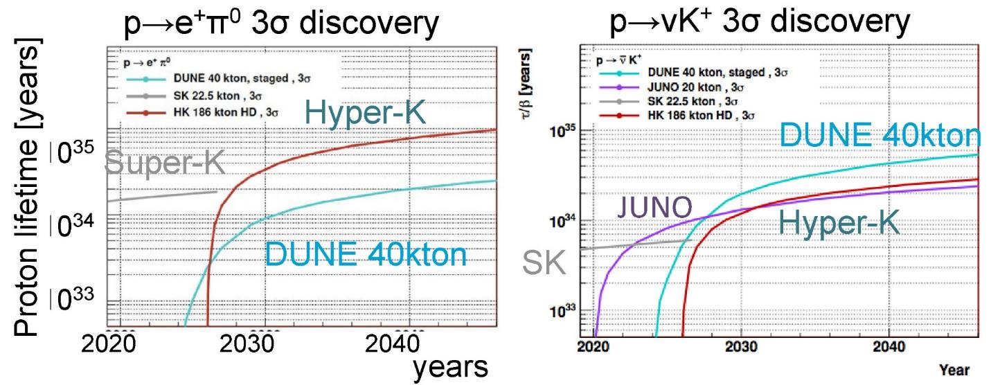 p→e⁺π⁰ 3σ discovery
Proton lifetime [years]
p → e⁺ π⁰
DUNE 40 kton, staged , 3σ
SK 22.5 kton , 3σ
HK 186 kton HD , 3σ
Hyper-K
10³⁵
Super-K
10³⁴
DUNE 40kton
10³³
2020 2030 2040
years
p→νK⁺ 3σ discovery
τ/β [years]
p → ν̄ K⁺
DUNE 40 kton, staged , 3σ
JUNO 20 kton , 3σ
SK 22.5 kton , 3σ
HK 186 kton HD , 3σ
10³⁵
DUNE 40kton
JUNO
10³⁴
Hyper-K
SK
10³³
2020 2030 2040
Year